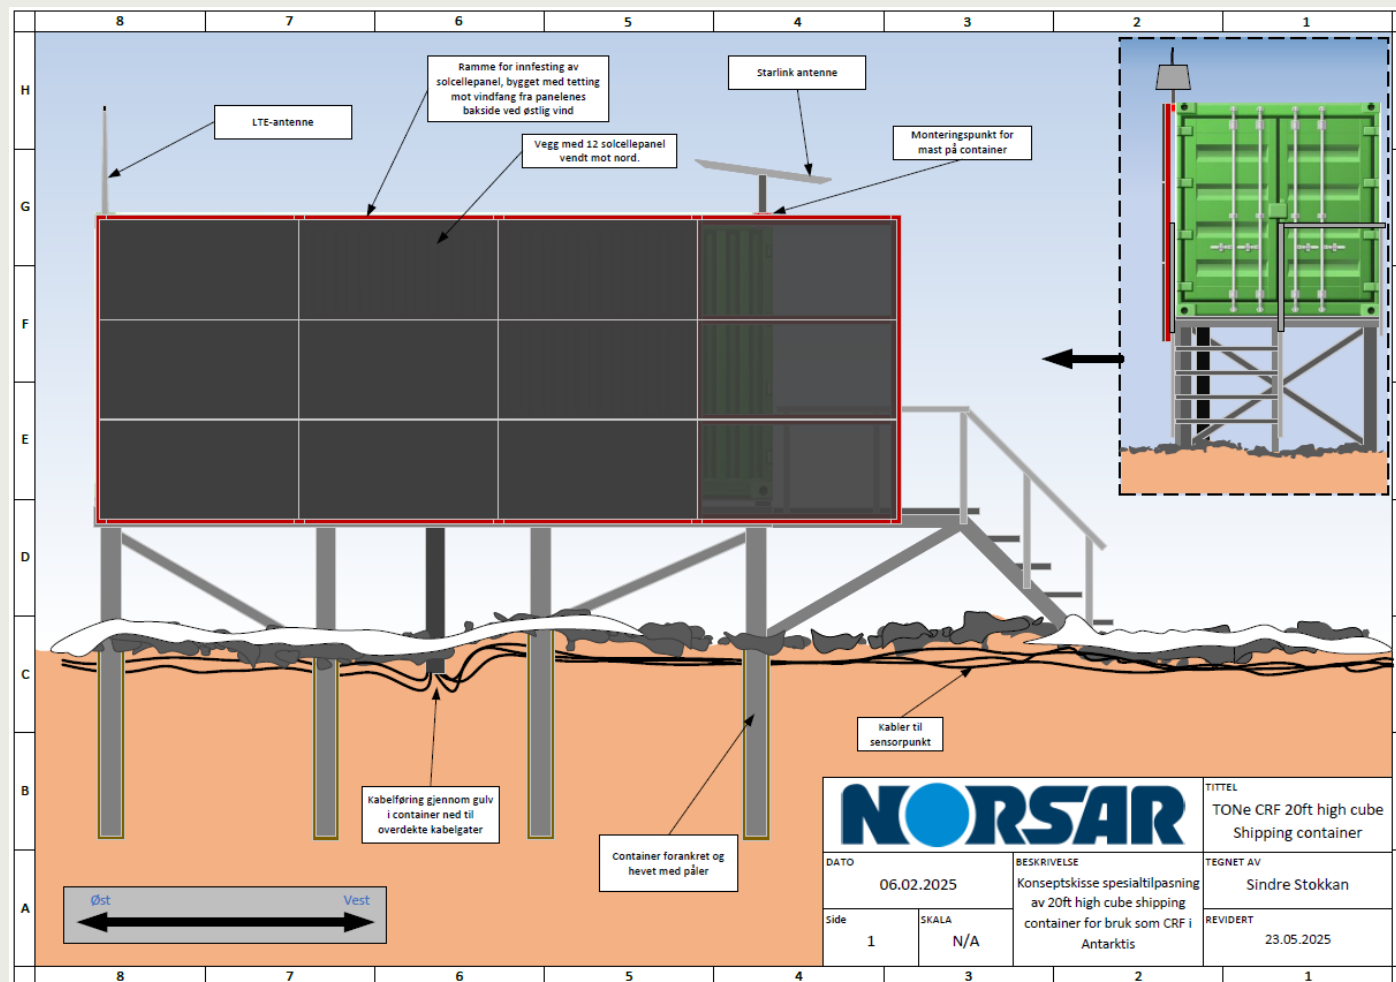 8 7 6 5 4 3 2 1
H
G
F
E
D
C
B
A
LTE-antenne
Ramme for innfesting av
solcellepanel, bygget med tetting
mot vindfang fra panelenes
bakside ved østlig vind
Vegg med 12 solcellepanel
vendt mot nord.
Starlink antenne
Monteringspunkt for
mast på container
Kabler til
sensorpunkt
Kabelføring gjennom gulv
i container ned til
overdekte kabelgater
Container forankret og
hevet med påler
Øst Vest
NORSAR
TITTEL
TONe CRF 20ft high cube
Shipping container
DATO
06.02.2025
BESKRIVELSE
Konseptskisse spesialtilpasning
av 20ft high cube shipping
container for bruk som CRF i
Antarktis
TEGNET AV
Sindre Stokkan
Side
1
SKALA
N/A
REVIDERT
23.05.2025
8 7 6 5 4 3 2 1